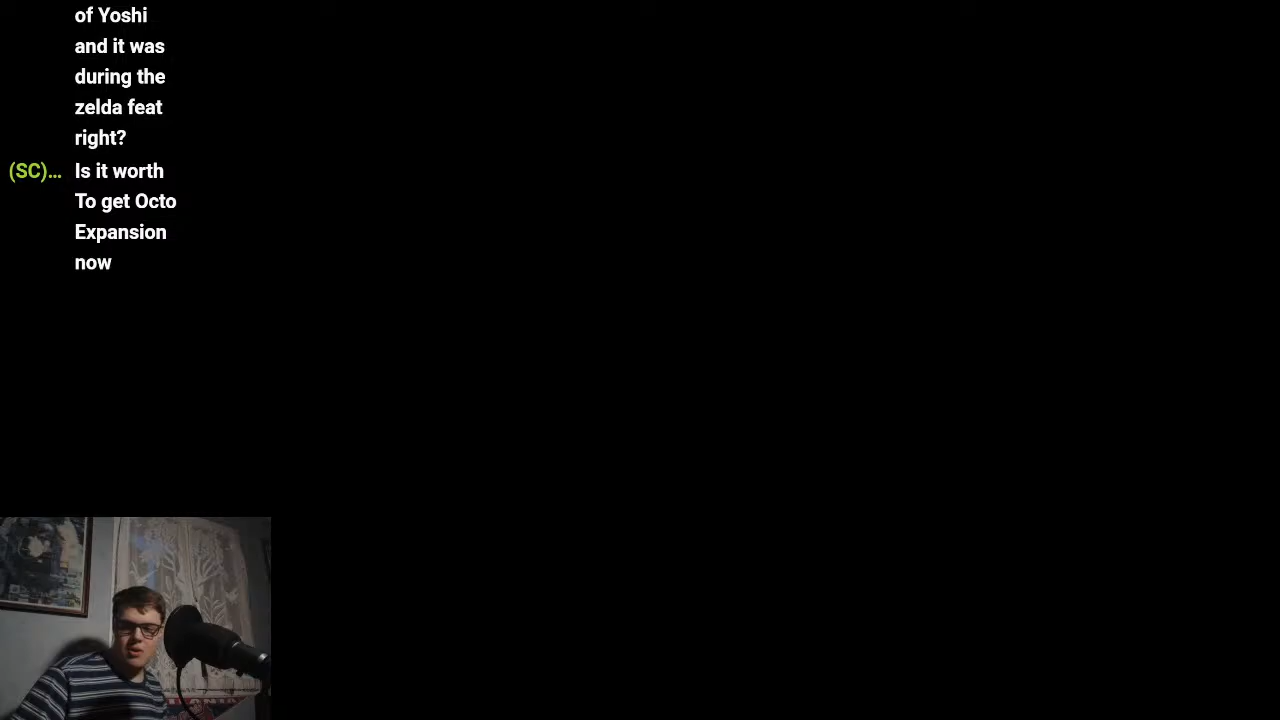 of Yoshi
and it was
during the
zelda feat
right?
(SC)... Is it worth
To get Octo
Expansion
now